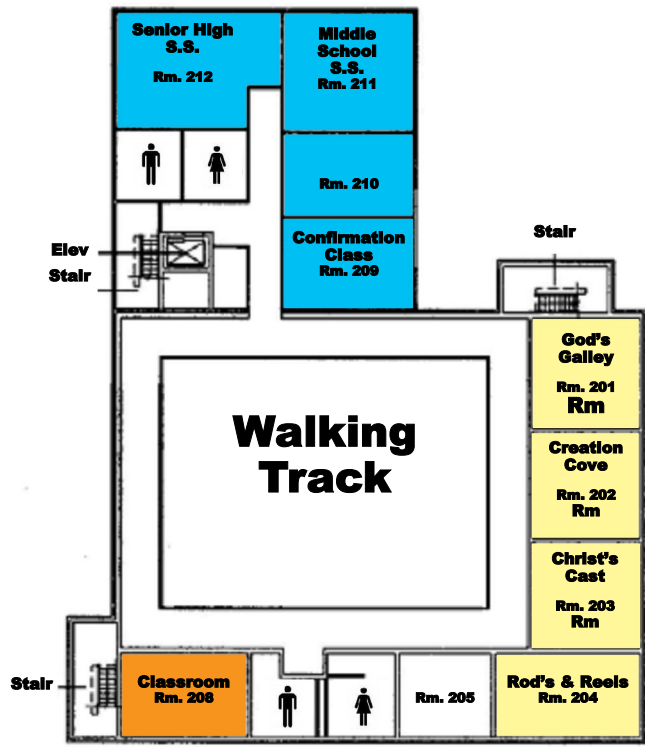 Senior High
S.S.
Rm. 212
Middle
School
S.S.
Rm. 211
Rm. 210
Elev
Stair
Confirmation
Class
Rm. 209
Stair
God's
Galley
Rm. 201
Rm
Walking
Track
Creation
Cove
Rm. 202
Rm
Christ's
Cast
Rm. 203
Rm
Stair
Classroom
Rm. 208
Rm. 205
Rod's & Reels
Rm. 204